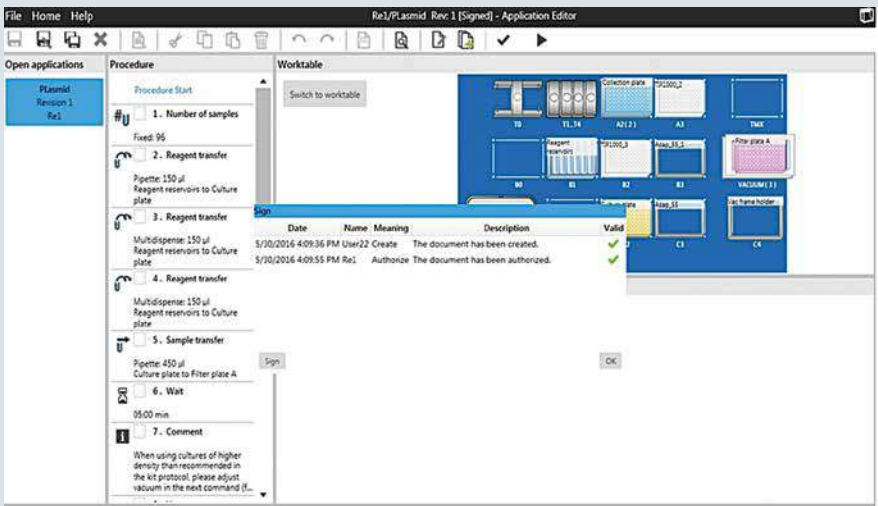 File Home Help
Re1/PLasmid Rev: 1 [Signed] - Application Editor
Open applications
PLasmid
Revision 1
Re1
Procedure
Procedure Start
1. Number of samples
Fixed: 96
2. Reagent transfer
Pipette: 150 µl
Reagent reservoirs to Culture
plate
3. Reagent transfer
Multidispense: 150 µl
Reagent reservoirs to Culture
plate
4. Reagent transfer
Multidispense: 150 µl
Reagent reservoirs to Culture
plate
5. Sample transfer
Pipette: 450 µl
Culture plate to Filter plate A
6. Wait
05:00 min
7. Comment
When using cultures of higher
density than recommended in
the kit protocol, please adjust
vacuum in the next command (f...
Worktable
Switch to worktable
Collection plate
T0
T1..T4
A2(2)
A3
TMX
Reagent
reservoirs
Filter plate A
B0
B1
B2
B3
VACUUM(3)
plate
Vac frame holder
C3
C4
Sign
Date Name Meaning Description Valid
5/30/2016 4:09:36 PM User22 Create The document has been created.
5/30/2016 4:09:55 PM Re1 Authorize The document has been authorized.
Sign
OK